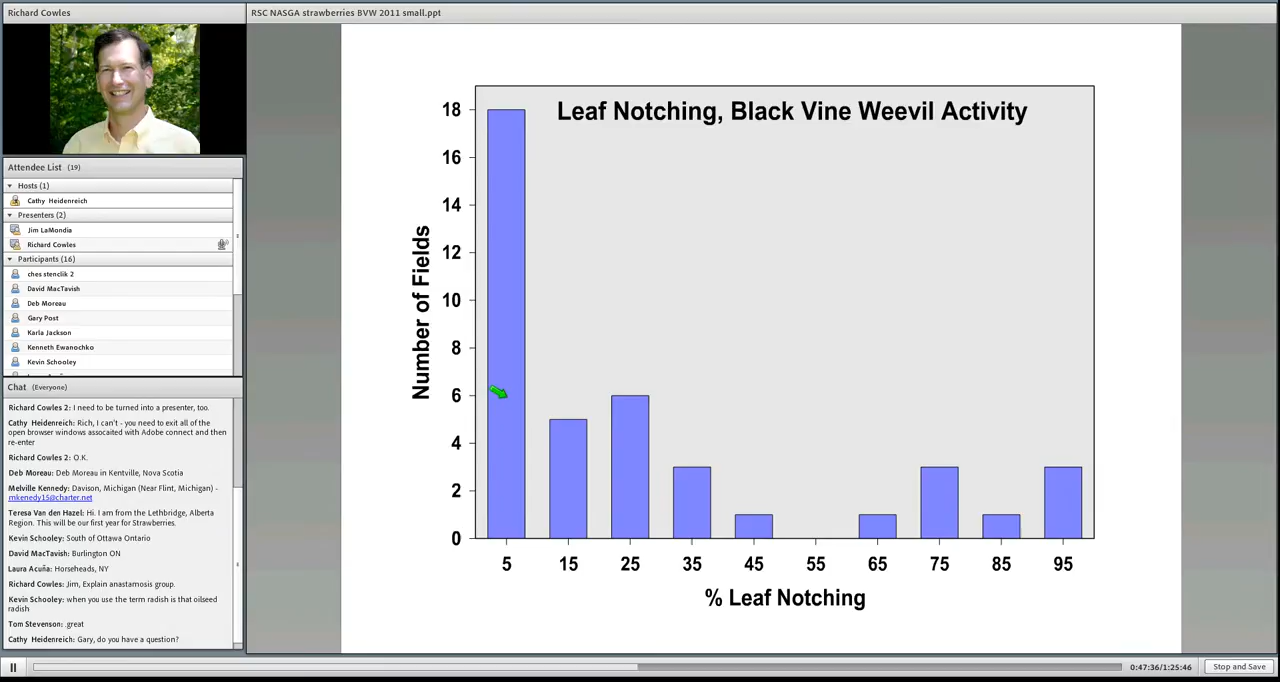 Richard Cowles
RSC NASGA strawberries BVW 2011 small.ppt
Attendee List (19)
Hosts (1)
Cathy Heidenreich
Presenters (2)
Jim LaMondia
Richard Cowles
Participants (16)
ches stenclik 2
David MacTavish
Deb Moreau
Gary Post
Karla Jackson
Kenneth Ewanochko
Kevin Schooley
Chat (Everyone)
Richard Cowles 2: I need to be turned into a presenter, too.
Cathy Heidenreich: Rich, I can't - you need to exit all of the
open browser windows assocaited with Adobe connect and then
re-enter
Richard Cowles 2: O.K.
Deb Moreau: Deb Moreau in Kentville, Nova Scotia
Melville Kennedy: Davison, Michigan (Near Flint, Michigan) -
mkenedy15@charter.net
Teresa Van den Hazel: Hi. I am from the Lethbridge, Alberta
Region. This will be our first year for Strawberries.
Kevin Schooley: South of Ottawa Ontario
David MacTavish: Burlington ON
Laura Acuña: Horseheads, NY
Richard Cowles: Jim, Explain anastamosis group.
Kevin Schooley: when you use the term radish is that oilseed
radish
Tom Stevenson: .great
Cathy Heidenreich: Gary, do you have a question?
Leaf Notching, Black Vine Weevil Activity
Number of Fields
18
16
14
12
10
8
6
4
2
0
5 15 25 35 45 55 65 75 85 95
% Leaf Notching
0:47:36/1:25:46
Stop and Save